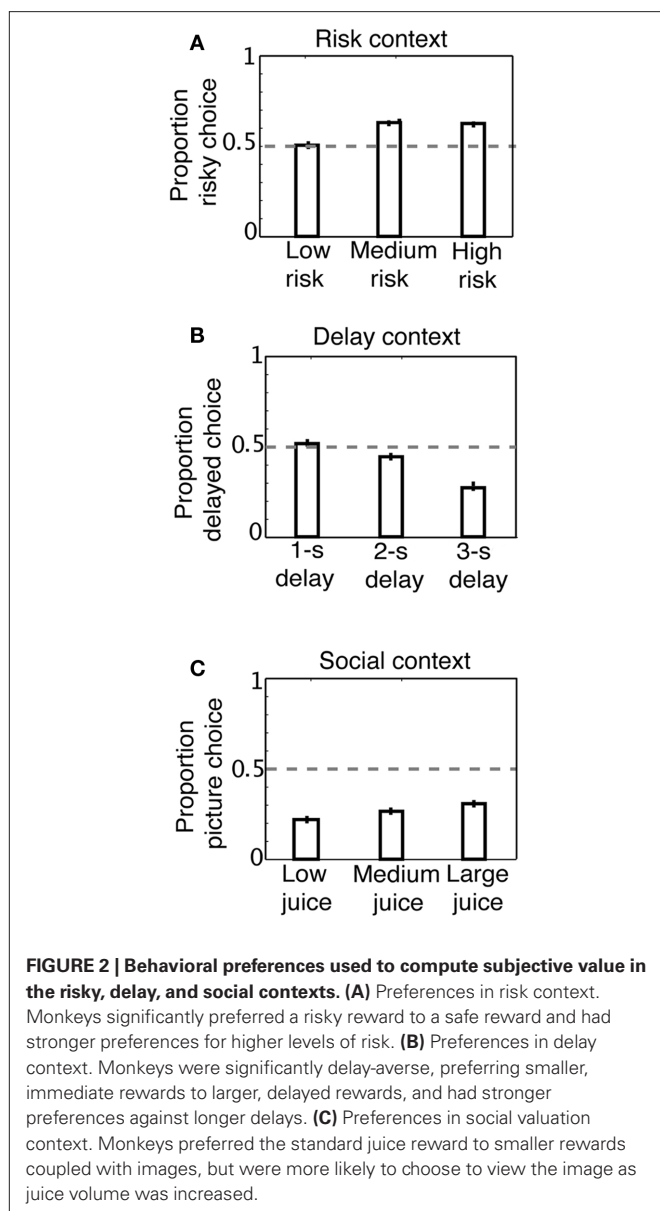 A Risk context
1
0.5
0
Proportion
risky choice
Low Medium High
risk risk risk
B Delay context
1
0.5
0
Proportion
delayed choice
1-s 2-s 3-s
delay delay delay
C Social context
1
0.5
0
Proportion
picture choice
Low Medium Large
juice juice juice
FIGURE 2 | Behavioral preferences used to compute subjective value in
the risky, delay, and social contexts. (A) Preferences in risk context.
Monkeys significantly preferred a risky reward to a safe reward and had
stronger preferences for higher levels of risk. (B) Preferences in delay
context. Monkeys were significantly delay-averse, preferring smaller,
immediate rewards to larger, delayed rewards, and had stronger
preferences against longer delays. (C) Preferences in social valuation
context. Monkeys preferred the standard juice reward to smaller rewards
coupled with images, but were more likely to choose to view the image as
juice volume was increased.